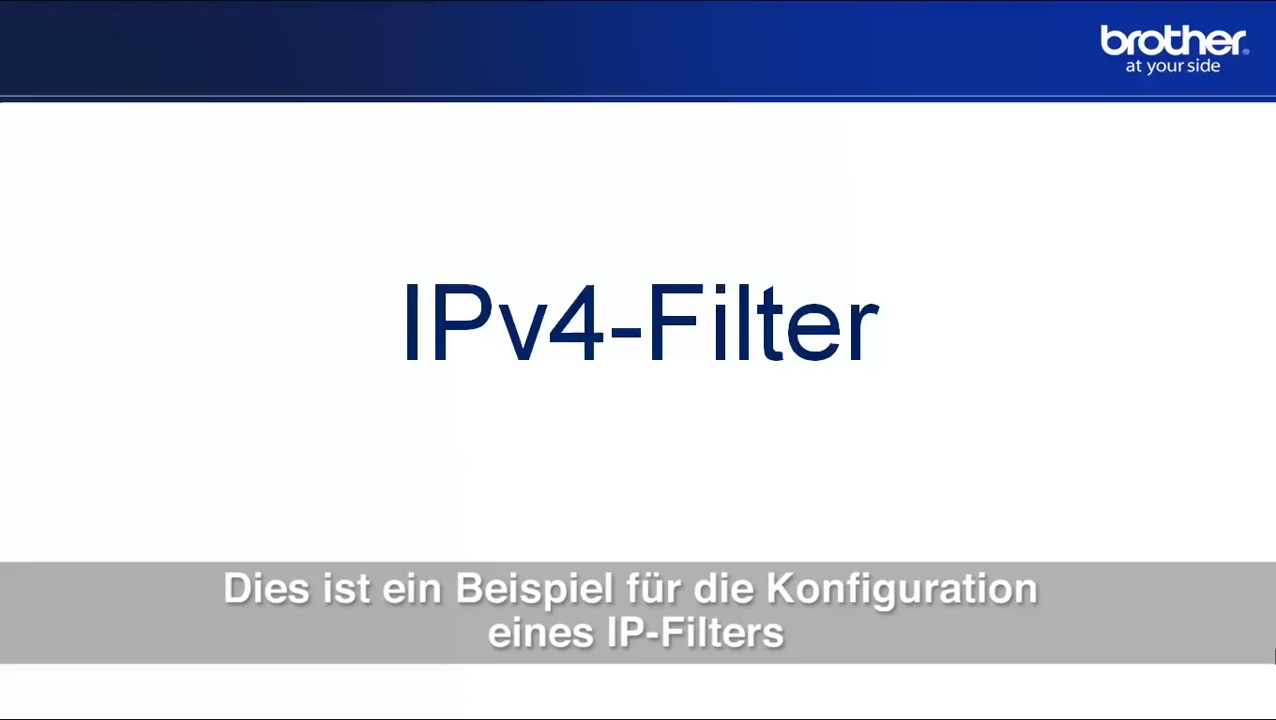 brother
at your side
IPv4-Filter
Dies ist ein Beispiel für die Konfiguration
eines IP-Filters